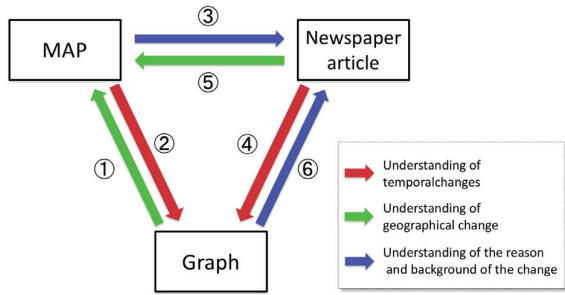 ③
MAP
Newspaper
article
⑤
②
④
①
⑥
Understanding of
temporalchanges
Understanding of
geographical change
Understanding of the reason
and background of the change
Graph